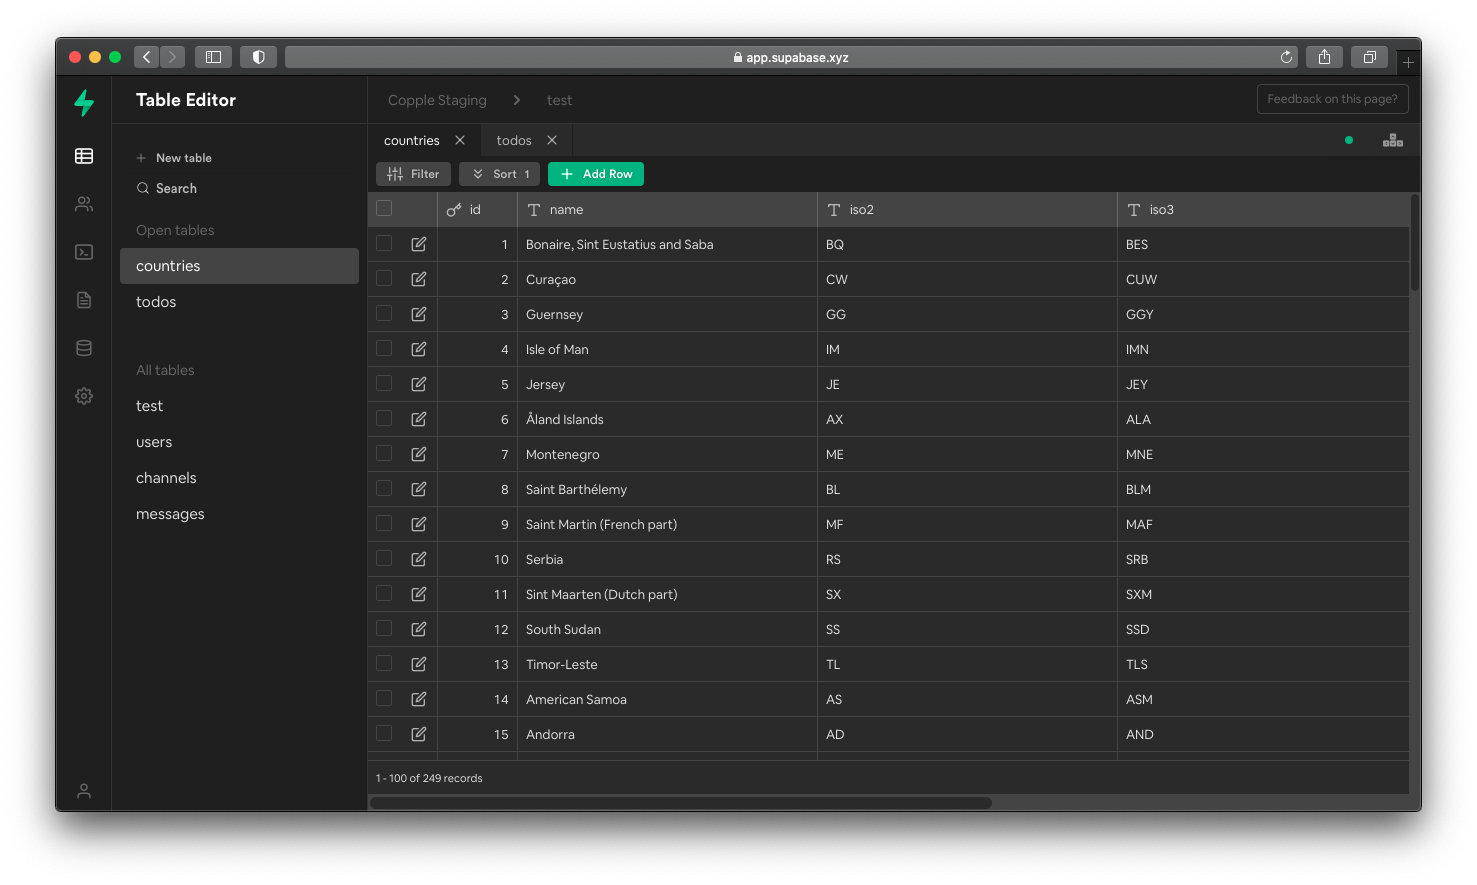 app.supabase.xyz
Table Editor
Copple Staging > test
Feedback on this page?
countries
todos
New table
Search
Open tables
countries
todos
All tables
test
users
channels
messages
Filter
Sort 1
Add Row
id name iso2 iso3
1 Bonaire, Sint Eustatius and Saba BQ BES
2 Curaçao CW CUW
3 Guernsey GG GGY
4 Isle of Man IM IMN
5 Jersey JE JEY
6 Åland Islands AX ALA
7 Montenegro ME MNE
8 Saint Barthélemy BL BLM
9 Saint Martin (French part) MF MAF
10 Serbia RS SRB
11 Sint Maarten (Dutch part) SX SXM
12 South Sudan SS SSD
13 Timor-Leste TL TLS
14 American Samoa AS ASM
15 Andorra AD AND
1 - 100 of 249 records